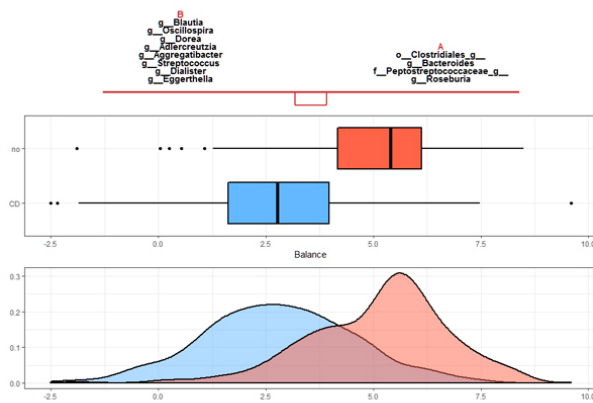 B
g__Blautia
g__Oscillospira
g__Dorea
g__Adlercreutzia
g__Aggregatibacter
g__Streptococcus
g__Dialister
g__Eggerthella
A
o__Clostridiales_g__
g__Bacteroides
f__Peptostreptococcaceae_g__
g__Roseburia
no
CD
-2.5 0.0 2.5 5.0 7.5 10.0
Balance
0.3
0.2
0.1
0.0
-2.5 0.0 2.5 5.0 7.5 10.0